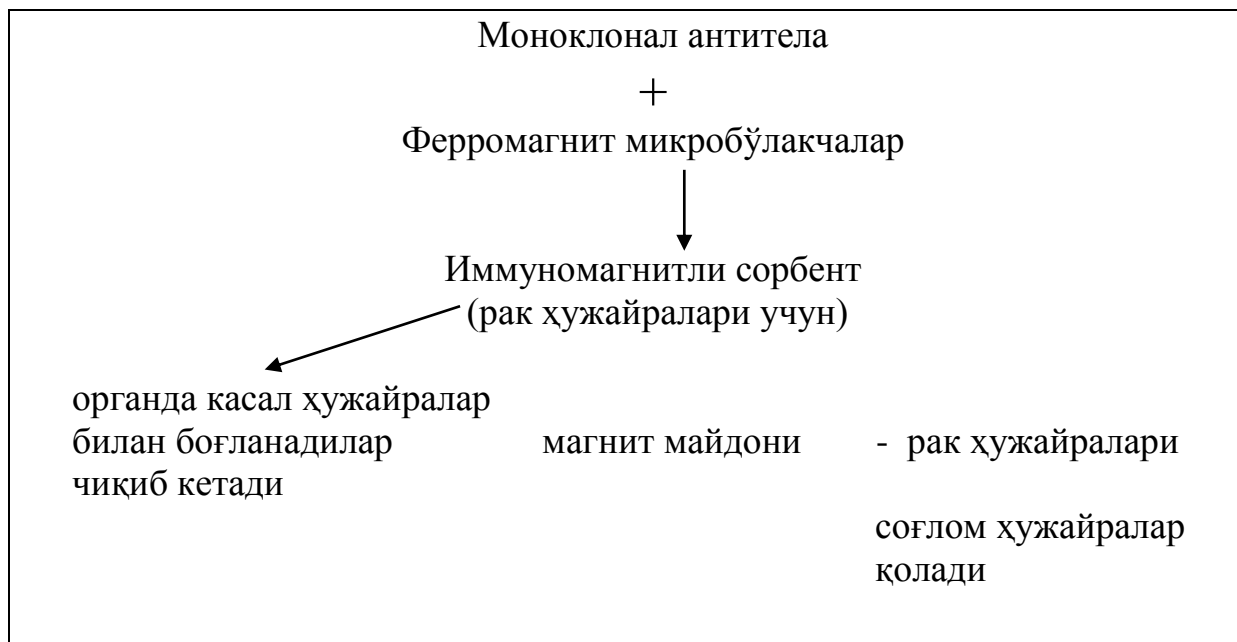 Моноклонал антитела
+
Ферромагнит микробўлакчалар
Иммуномагнитли сорбент
(рак ҳужайралари учун)
органда касал ҳужайралар
билан боғланадилар магнит майдони - рак ҳужайралари
чиқиб кетади
соғлом ҳужайралар
қолади